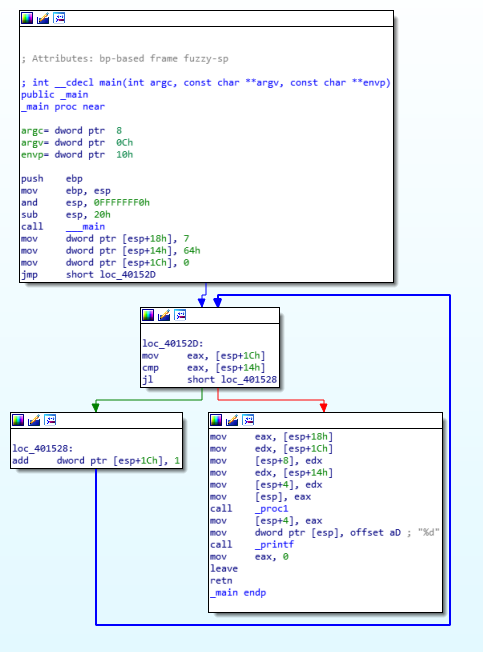 ; Attributes: bp-based frame fuzzy-sp
; int __cdecl main(int argc, const char **argv, const char **envp)
public _main
_main proc near
argc= dword ptr  8
argv= dword ptr  0Ch
envp= dword ptr  10h
push    ebp
mov     ebp, esp
and     esp, 0FFFFFFF0h
sub     esp, 20h
call    ___main
mov     dword ptr [esp+18h], 7
mov     dword ptr [esp+14h], 64h
mov     dword ptr [esp+1Ch], 0
jmp     short loc_40152D
loc_40152D:
mov     eax, [esp+1Ch]
cmp     eax, [esp+14h]
jl      short loc_401528
loc_401528:
add     dword ptr [esp+1Ch], 1
mov     eax, [esp+18h]
mov     edx, [esp+1Ch]
mov     [esp+8], edx
mov     edx, [esp+14h]
mov     [esp+4], edx
mov     [esp], eax
call    _proc1
mov     [esp+4], eax
mov     dword ptr [esp], offset aD ; "%d"
call    _printf
mov     eax, 0
leave
retn
_main endp